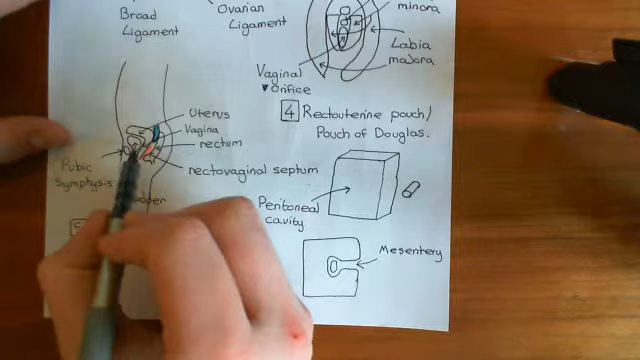 Broad
Ligament
Ovarian
Ligament
minora
Labia
majora
Vaginal
Orifice
4 Rectouterine pouch/
Pouch of Douglas.
Uterus
Vagina
rectum
rectovaginal septum
Pubic
Symphysis
Peritoneal
cavity
Mesentery